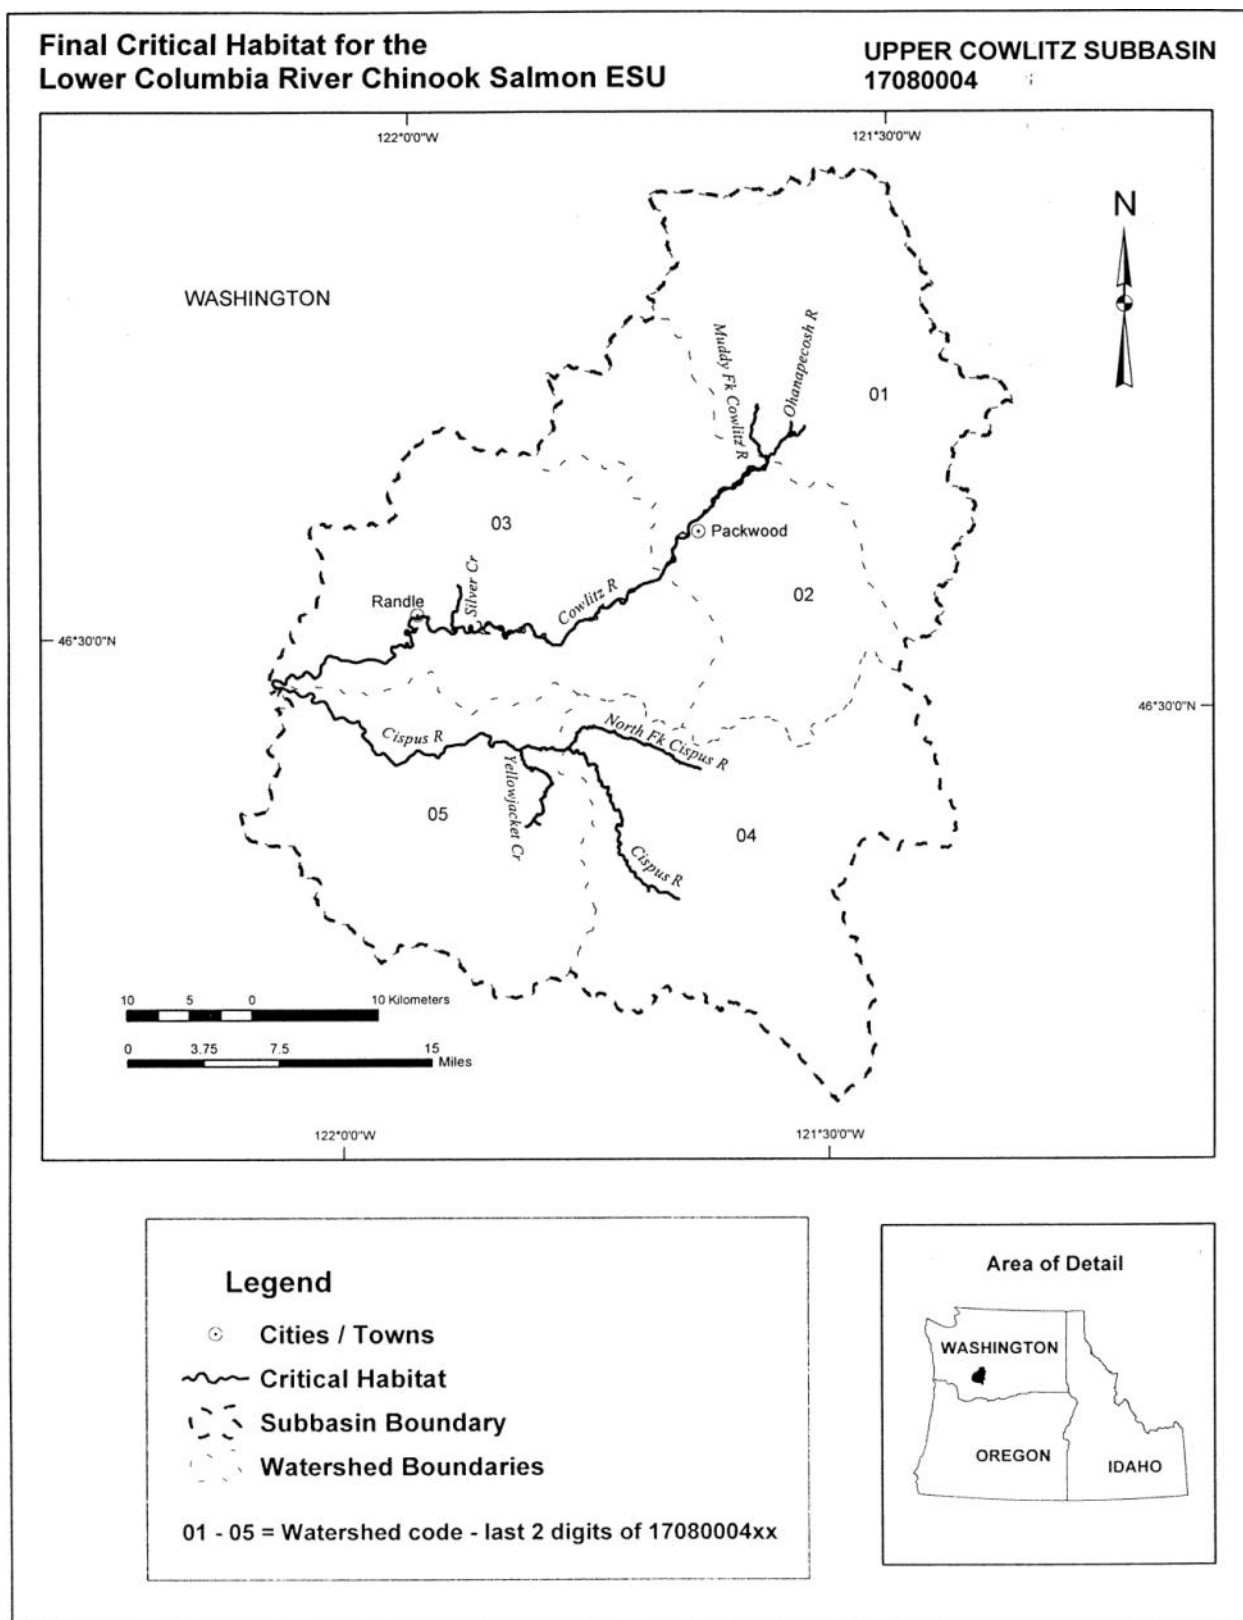 Final Critical Habitat for the
Lower Columbia River Chinook Salmon ESU
UPPER COWLITZ SUBBASIN
17080004
122°0'0"W
121°30'0"W
N
WASHINGTON
Muddy Fk Cowlitz R
Ohanapecosh R
01
03
Packwood
Silver Cr
Randle
Cowlitz R
02
46°30'0"N
46°30'0"N
Cispus R
North Fk Cispus R
Yellowjacket Cr
05
04
Cispus R
10 5 0 10 Kilometers
0 3.75 7.5 15
Miles
122°0'0"W
121°30'0"W
Legend
Cities / Towns
Critical Habitat
Subbasin Boundary
Watershed Boundaries
01 - 05 = Watershed code - last 2 digits of 17080004xx
Area of Detail
WASHINGTON
OREGON
IDAHO